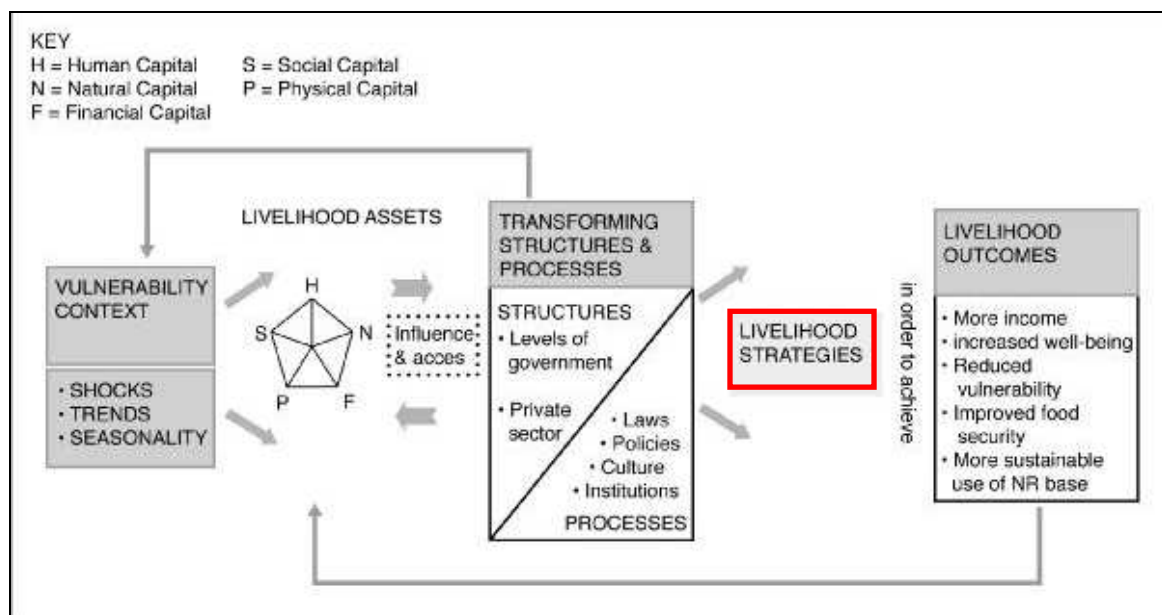 KEY
H = Human Capital
S = Social Capital
N = Natural Capital
P = Physical Capital
F = Financial Capital
LIVELIHOOD ASSETS
VULNERABILITY
CONTEXT
• SHOCKS
• TRENDS
• SEASONALITY
H
S
N
P
F
Influence
& acces
TRANSFORMING
STRUCTURES &
PROCESSES
STRUCTURES
• Levels of
government
• Private
sector
• Laws
• Policies
• Culture
• Institutions
PROCESSES
LIVELIHOOD
STRATEGIES
in order to achieve
LIVELIHOOD
OUTCOMES
• More income
• increased well-being
• Reduced
vulnerability
• Improved food
security
• More sustainable
use of NR base